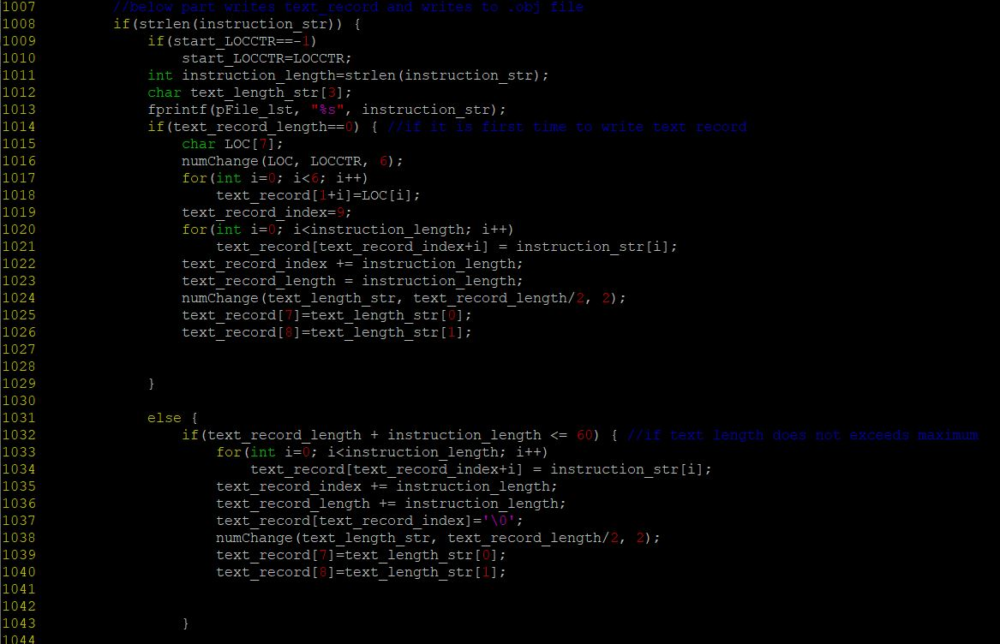 1007         //below part writes text_record and writes to .obj file
1008         if(strlen(instruction_str)) {
1009             if(start_LOCCTR==-1)
1010                 start_LOCCTR=LOCCTR;
1011             int instruction_length=strlen(instruction_str);
1012             char text_length_str[3];
1013             fprintf(pFile_lst, "%s", instruction_str);
1014             if(text_record_length==0) { //if it is first time to write text record
1015                 char LOC[7];
1016                 numChange(LOC, LOCCTR, 6);
1017                 for(int i=0; i<6; i++)
1018                     text_record[1+i]=LOC[i];
1019                 text_record_index=9;
1020                 for(int i=0; i<instruction_length; i++)
1021                     text_record[text_record_index+i] = instruction_str[i];
1022                 text_record_index += instruction_length;
1023                 text_record_length = instruction_length;
1024                 numChange(text_length_str, text_record_length/2, 2);
1025                 text_record[7]=text_length_str[0];
1026                 text_record[8]=text_length_str[1];
1027
1028
1029             }
1030
1031             else {
1032                 if(text_record_length + instruction_length <= 60) { //if text length does not exceeds maximum
1033                     for(int i=0; i<instruction_length; i++)
1034                         text_record[text_record_index+i] = instruction_str[i];
1035                     text_record_index += instruction_length;
1036                     text_record_length += instruction_length;
1037                     text_record[text_record_index]='\0';
1038                     numChange(text_length_str, text_record_length/2, 2);
1039                     text_record[7]=text_length_str[0];
1040                     text_record[8]=text_length_str[1];
1041
1042
1043                 }
1044